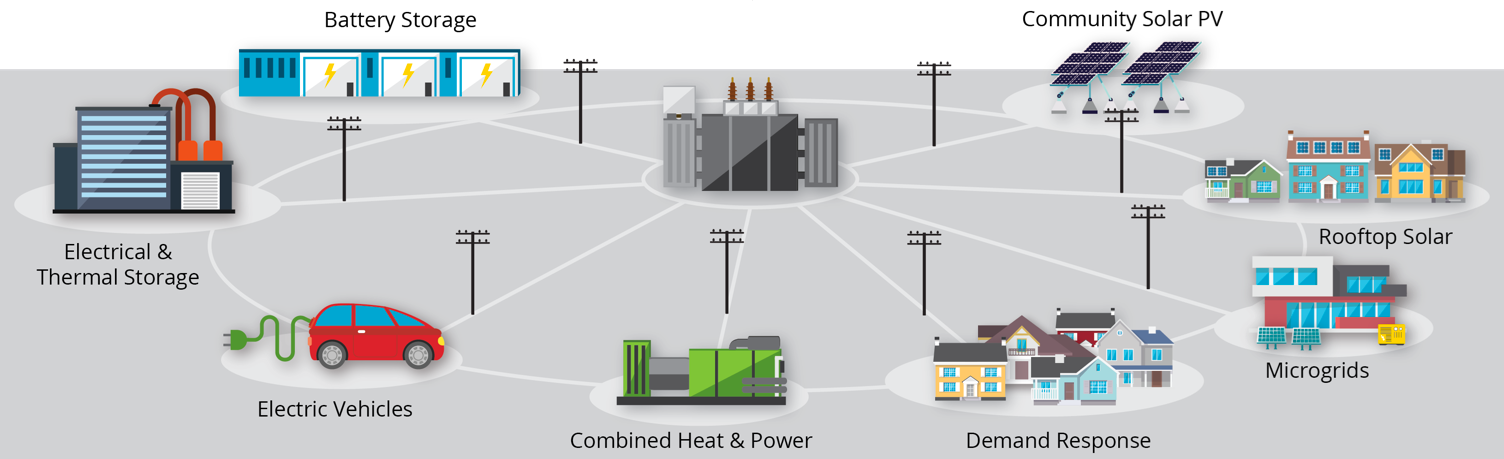 Battery Storage
Community Solar PV
Electrical &
Thermal Storage
Rooftop Solar
Microgrids
Electric Vehicles
Combined Heat & Power
Demand Response